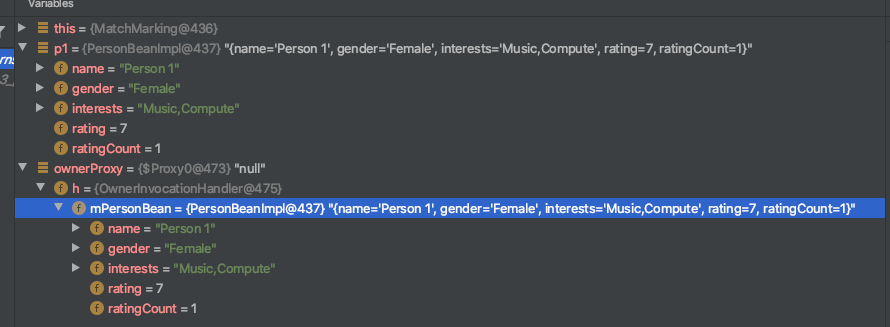 Variables
this = {MatchMarking@436}
p1 = {PersonBeanImpl@437} "{name='Person 1', gender='Female', interests='Music,Compute', rating=7, ratingCount=1}"
f name = "Person 1"
f gender = "Female"
f interests = "Music,Compute"
f rating = 7
f ratingCount = 1
ownerProxy = {$Proxy0@473} "null"
f h = {OwnerInvocationHandler@475}
f mPersonBean = {PersonBeanImpl@437} "{name='Person 1', gender='Female', interests='Music,Compute', rating=7, ratingCount=1}"
f name = "Person 1"
f gender = "Female"
f interests = "Music,Compute"
f rating = 7
f ratingCount = 1